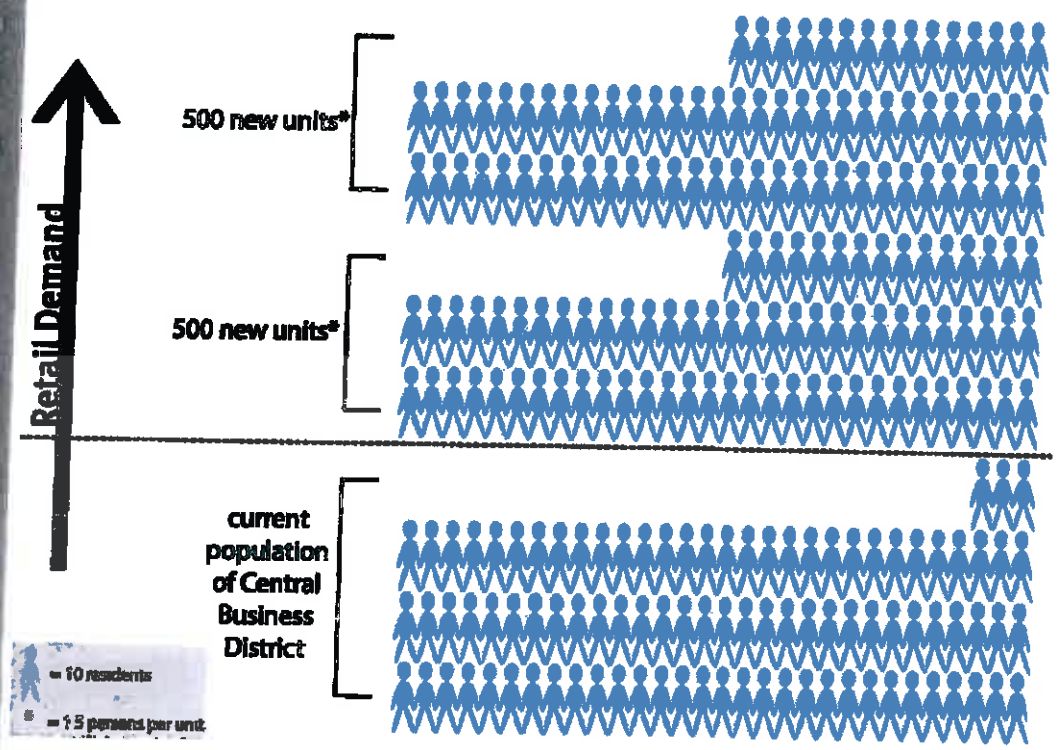 Retail Demand
500 new units*
500 new units*
current
population
of Central
Business
District
= 10 residents
* = 1.5 persons per unit